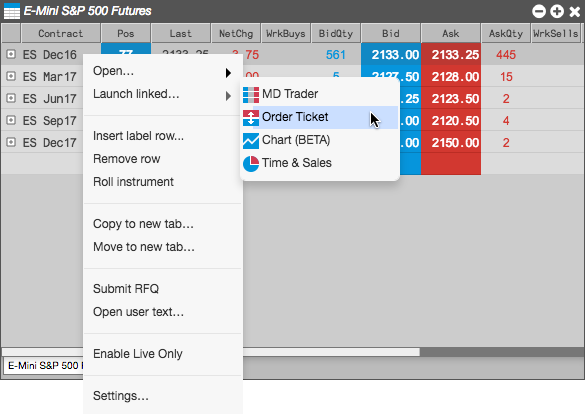 E-Mini S&P 500 Futures
Contract Pos Last NetChg WrkBuys BidQty Bid Ask AskQty WrkSells
ES Dec16 77 2133.25 3.75 561 2133.00 2133.25 445
ES Mar17 .00 5 2127.50 2128.00 15
ES Jun17 .25 2123.50 2
ES Sep17 .00 2120.50 4
ES Dec17 .00 2150.00 2
Open...
Launch linked...
Insert label row...
Remove row
Roll instrument
Copy to new tab...
Move to new tab...
Submit RFQ
Open user text...
Enable Live Only
Settings...
MD Trader
Order Ticket
Chart (BETA)
Time & Sales
E-Mini S&P 500